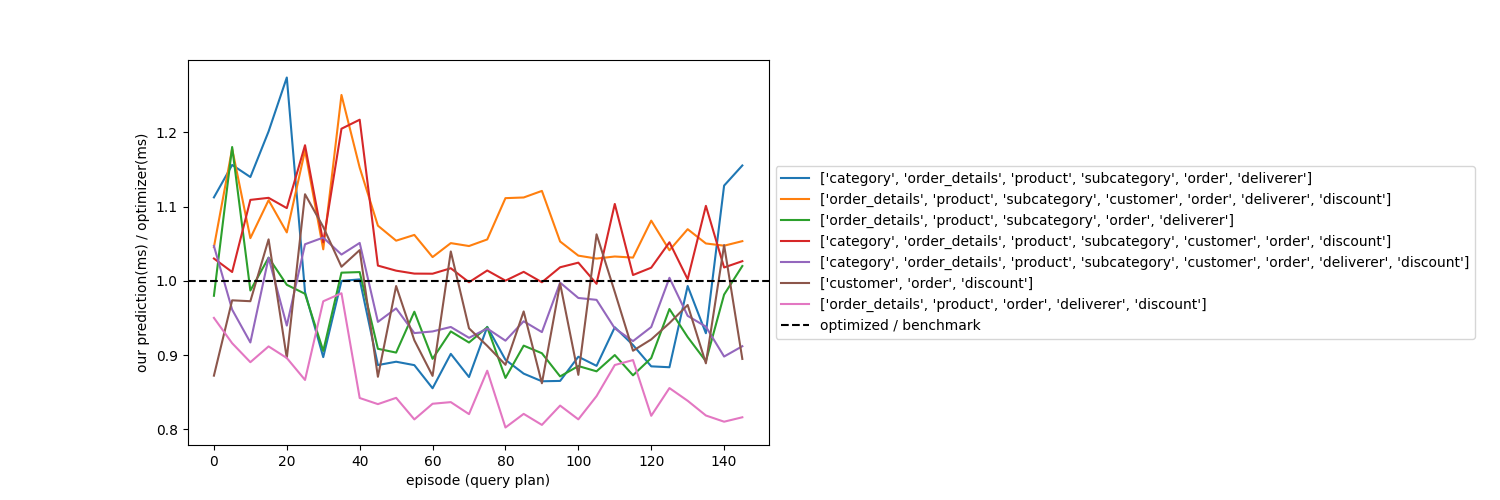 our prediction(ms) / optimizer(ms)
1.2
1.1
1.0
0.9
0.8
0 20 40 60 80 100 120 140
episode (query plan)
['category', 'order_details', 'product', 'subcategory', 'order', 'deliverer']
['order_details', 'product', 'subcategory', 'customer', 'order', 'deliverer', 'discount']
['order_details', 'product', 'subcategory', 'order', 'deliverer']
['category', 'order_details', 'product', 'subcategory', 'customer', 'order', 'discount']
['category', 'order_details', 'product', 'subcategory', 'customer', 'order', 'deliverer', 'discount']
['customer', 'order', 'discount']
['order_details', 'product', 'order', 'deliverer', 'discount']
optimized / benchmark